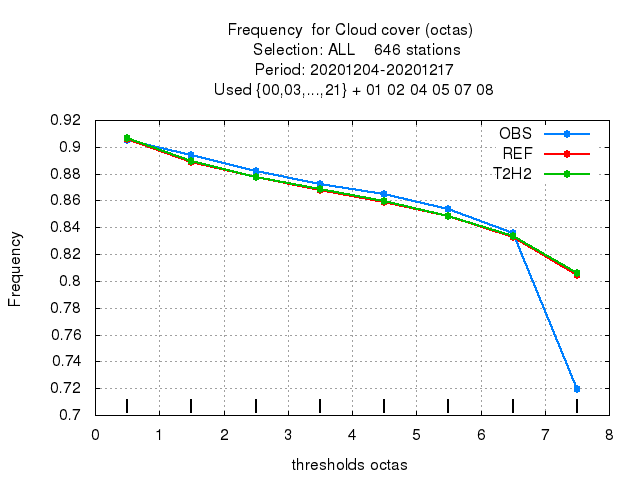 Frequency  for Cloud cover (octas)
Selection: ALL    646 stations
Period: 20201204-20201217
Used {00,03,...,21} + 01 02 04 05 07 08
OBS
REF
T2H2
0.92
0.9
0.88
0.86
0.84
0.82
0.8
0.78
0.76
0.74
0.72
0.7
Frequency
0 1 2 3 4 5 6 7 8
thresholds octas